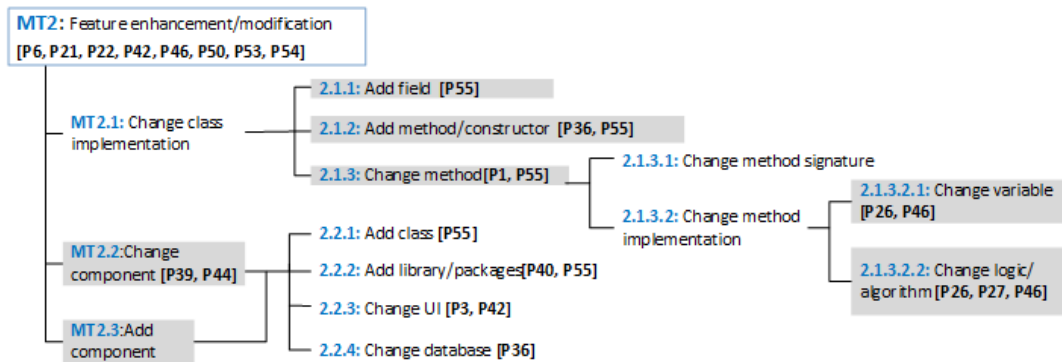 MT2: Feature enhancement/modification
[P6, P21, P22, P42, P46, P50, P53, P54]
MT2.1: Change class
implementation
2.1.1: Add field [P55]
2.1.2: Add method/constructor [P36, P55]
2.1.3: Change method[P1, P55]
2.1.3.1: Change method signature
2.1.3.2: Change method
implementation
2.1.3.2.1: Change variable
[P26, P46]
2.1.3.2.2: Change logic/
algorithm [P26, P27, P46]
MT2.2:Change
component [P39, P44]
MT2.3:Add
component
2.2.1: Add class [P55]
2.2.2: Add library/packages[P40, P55]
2.2.3: Change UI [P3, P42]
2.2.4: Change database [P36]